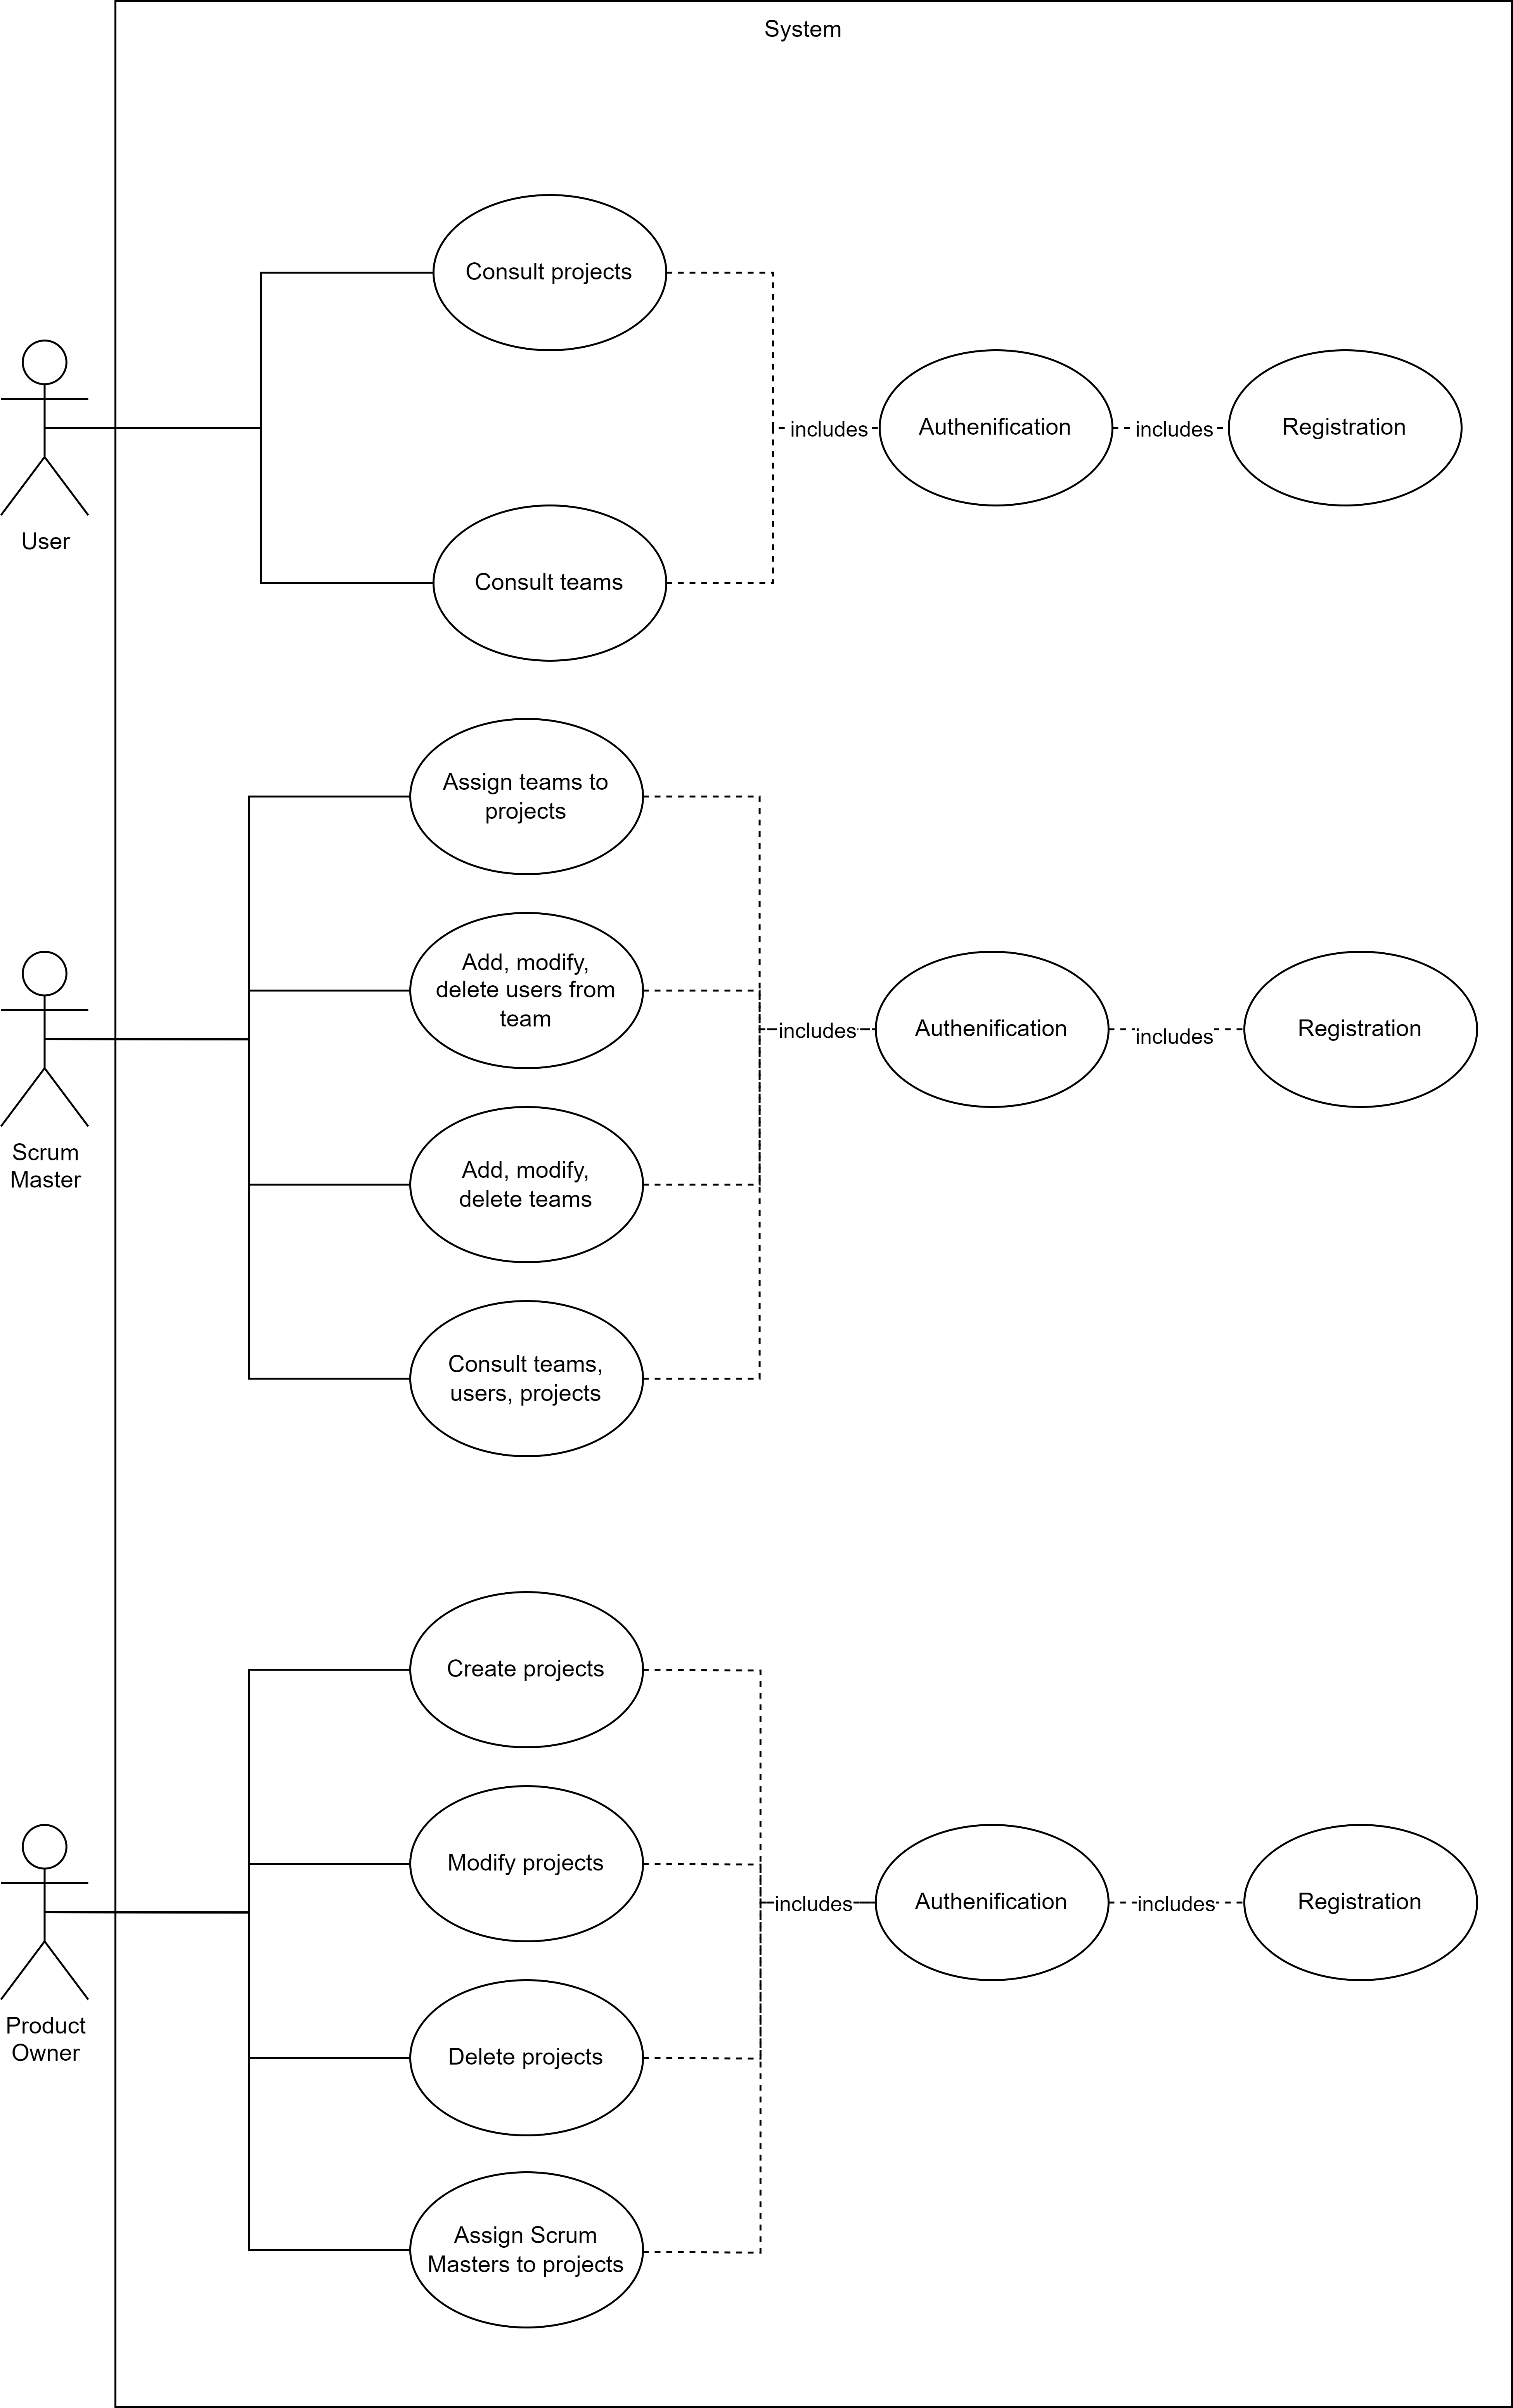 System
Consult projects
includes
Authenification
includes
Registration
User
Consult teams
Assign teams to
projects
Add, modify,
delete users from
team
includes
Authenification
includes
Registration
Scrum
Master
Add, modify,
delete teams
Consult teams,
users, projects
Create projects
Modify projects
includes
Authenification
includes
Registration
Product
Owner
Delete projects
Assign Scrum
Masters to projects